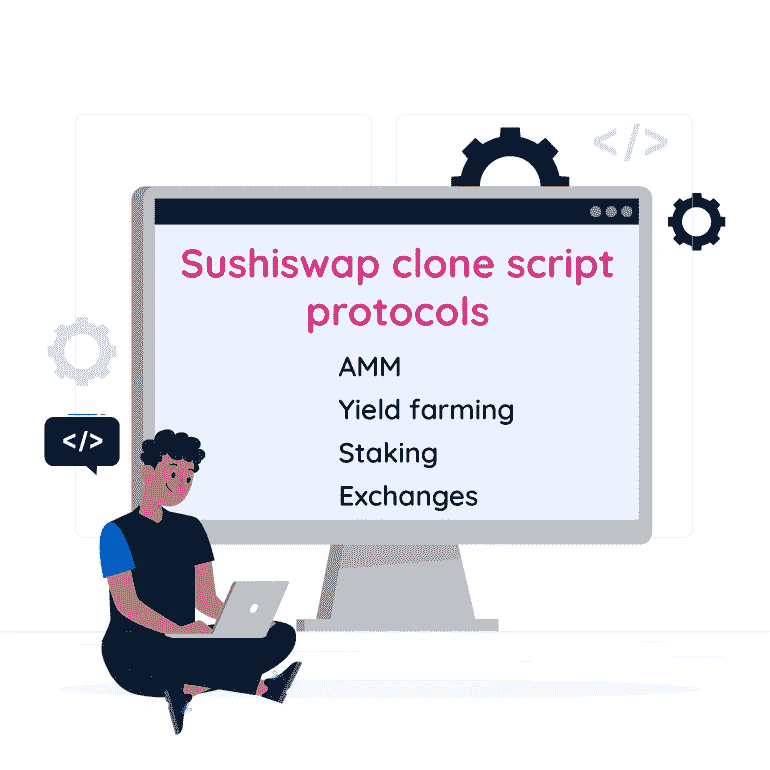 </>
Sushiswap clone script
protocols
AMM
Yield farming
Staking
Exchanges
</>